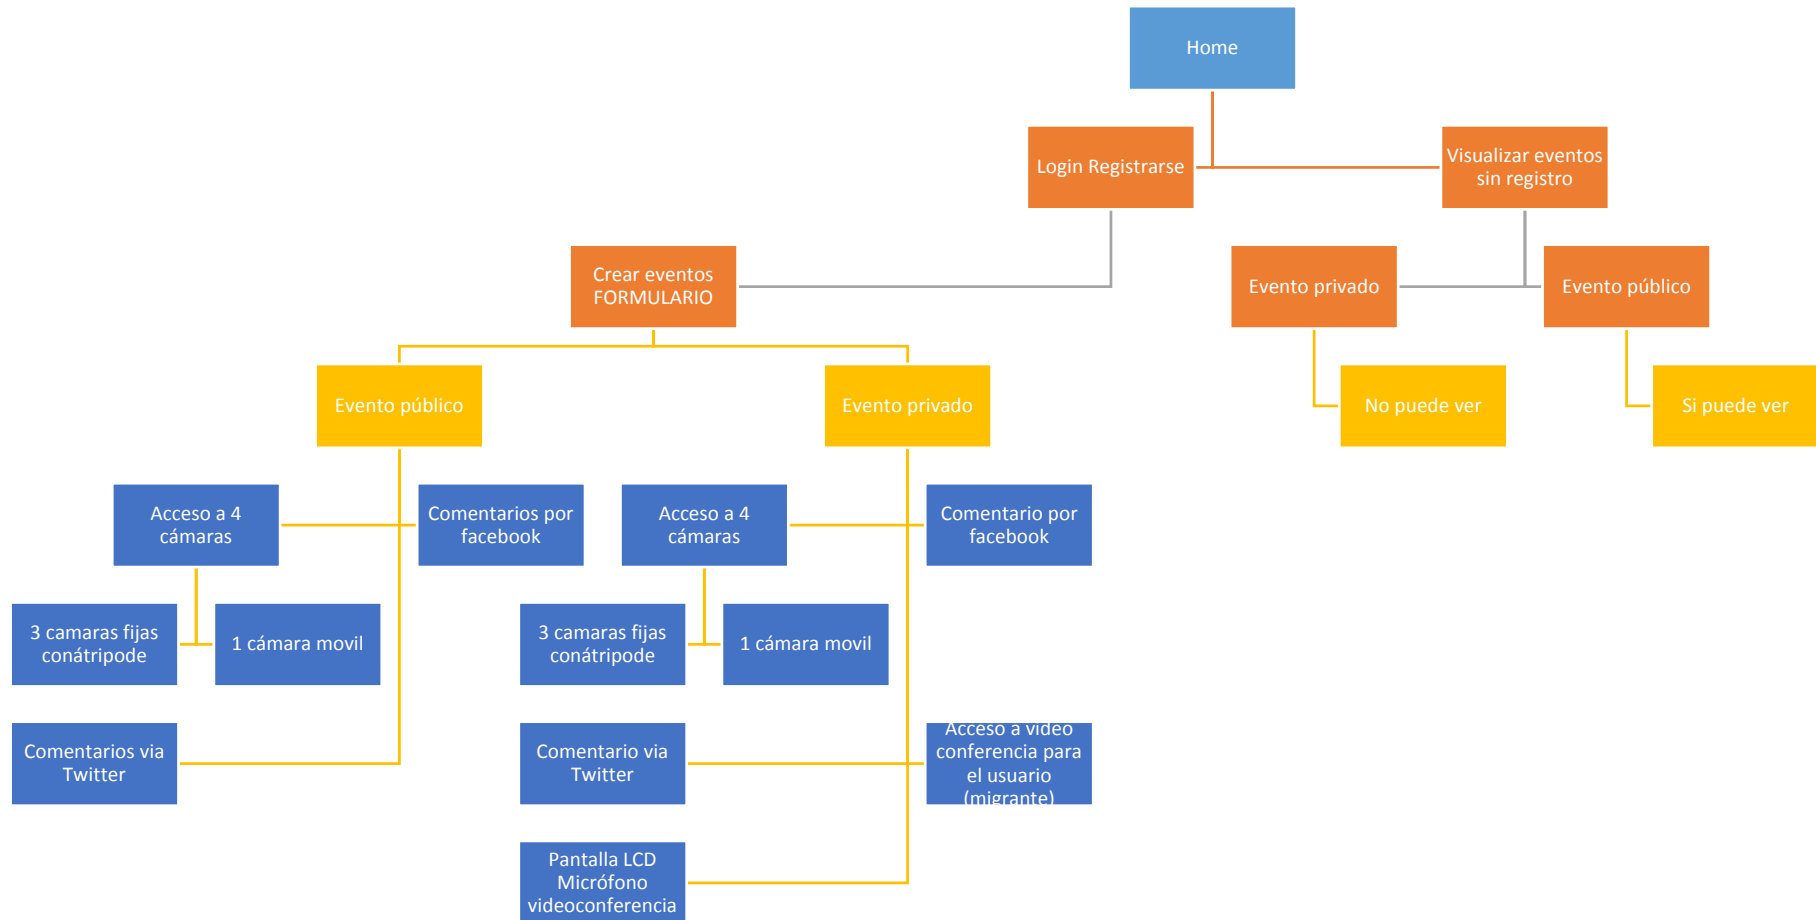 Home
Login Registrarse
Visualizar eventos
sin registro
Crear eventos
FORMULARIO
Evento privado
Evento público
Evento público
Evento privado
No puede ver
Si puede ver
Acceso a 4
cámaras
Comentarios por
facebook
Acceso a 4
cámaras
Comentario por
facebook
3 camaras fijas
conátripode
1 cámara movil
3 camaras fijas
conátripode
1 cámara movil
Comentarios via
Twitter
Comentario via
Twitter
Acceso a video
conferencia para
el usuario
(migrante)
Pantalla LCD
Micrófono
videoconferencia